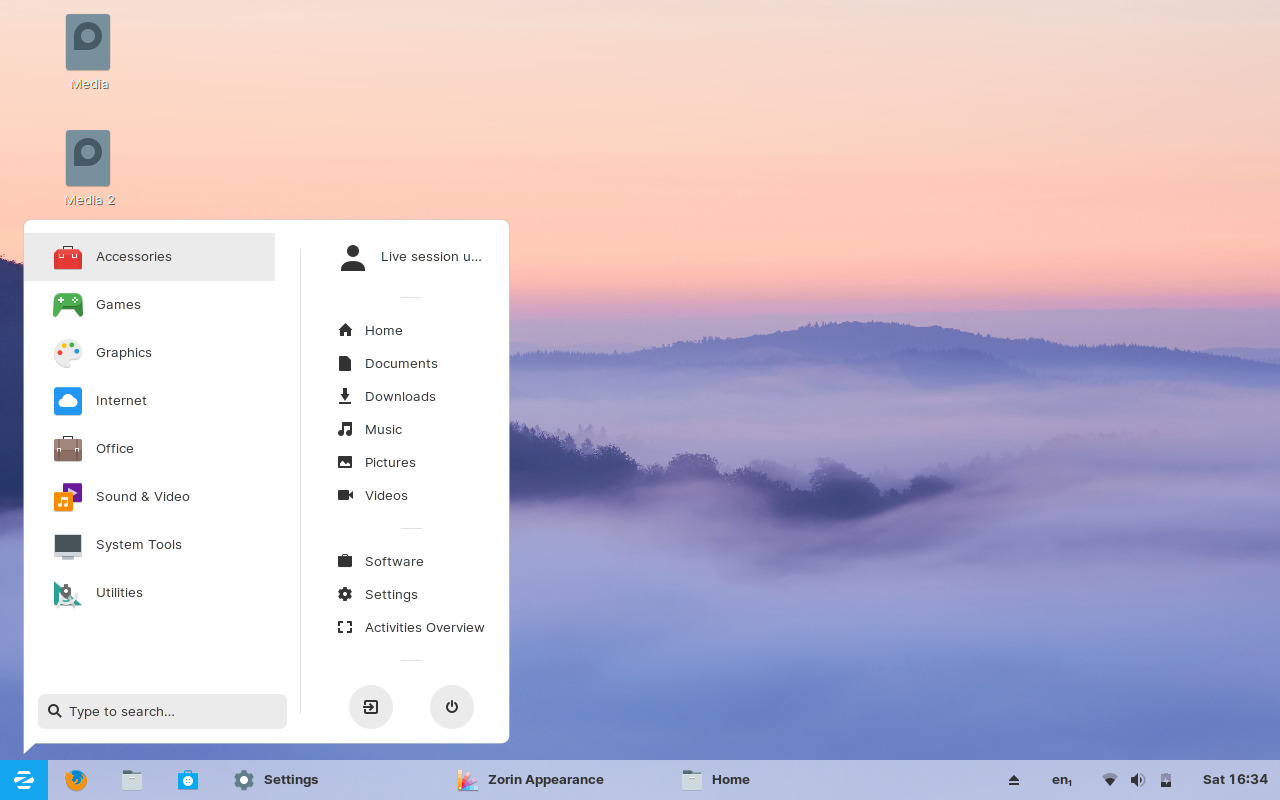 Media
Media 2
Accessories
Games
Graphics
Internet
Office
Sound & Video
System Tools
Utilities
Type to search...
Live session u...
Home
Documents
Downloads
Music
Pictures
Videos
Software
Settings
Activities Overview
Settings
Zorin Appearance
Home
en₁
Sat 16:34